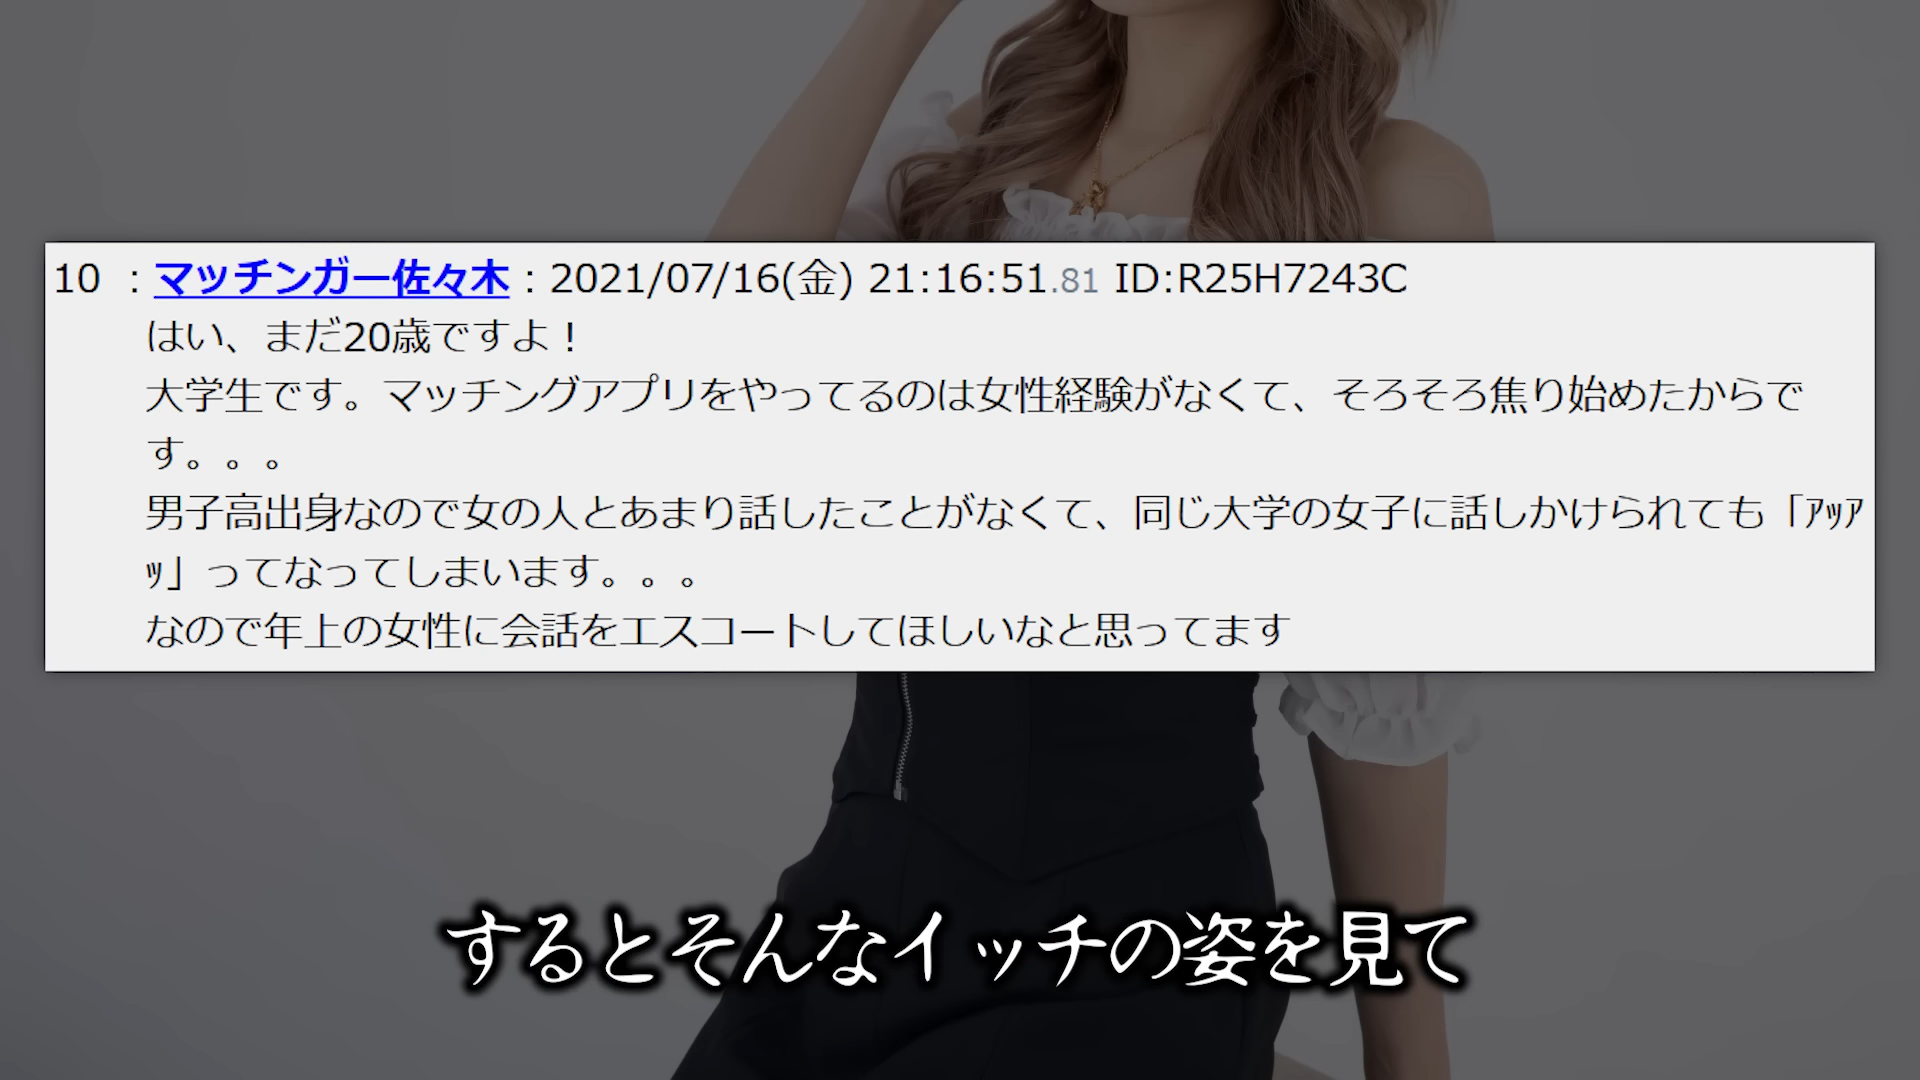 10 ：マッチンガー佐々木：2021/07/16(金) 21:16:51.81 ID:R25H7243C
はい、まだ20歳ですよ！
大学生です。マッチングアプリをやってるのは女性経験がなくて、そろそろ焦り始めたからで
す。。。
男子高出身なので女の人とあまり話したことがなくて、同じ大学の女子に話しかけられても「ｱｯｱ
ｯ」ってなってしまいます。。。
なので年上の女性に会話をエスコートしてほしいなと思ってます
するとそんなイッチの姿を見て